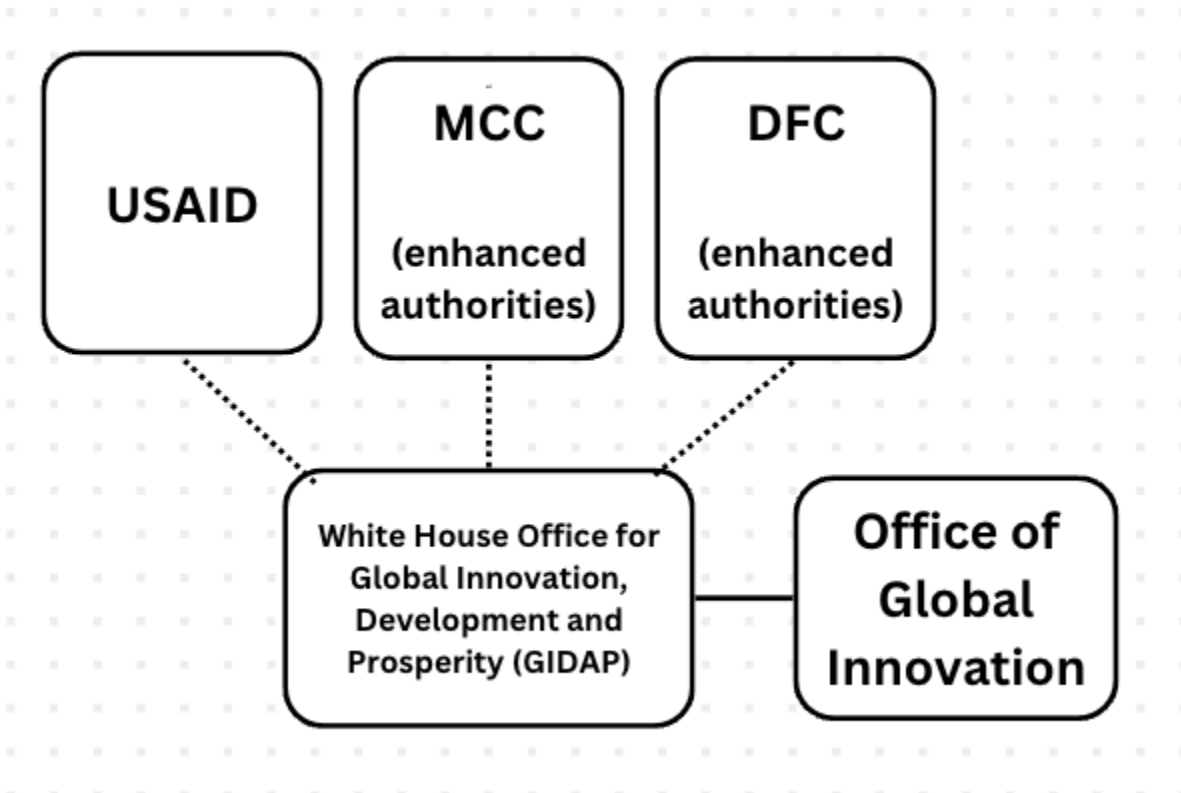 USAID
MCC
(enhanced
authorities)
DFC
(enhanced
authorities)
White House Office for
Global Innovation,
Development and
Prosperity (GIDAP)
Office of
Global
Innovation